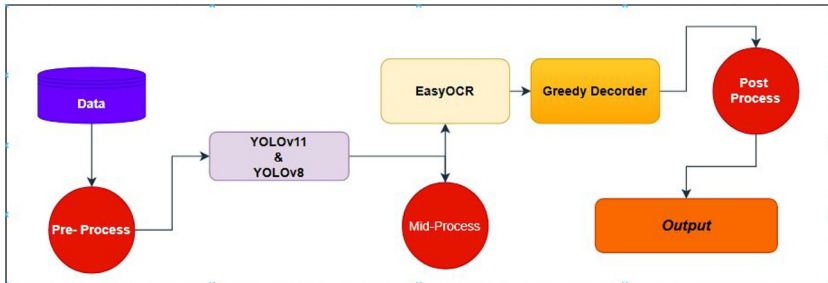 Data
Pre- Process
YOLOv11
&
YOLOv8
EasyOCR
Mid-Process
Greedy Decorder
Post
Process
Output